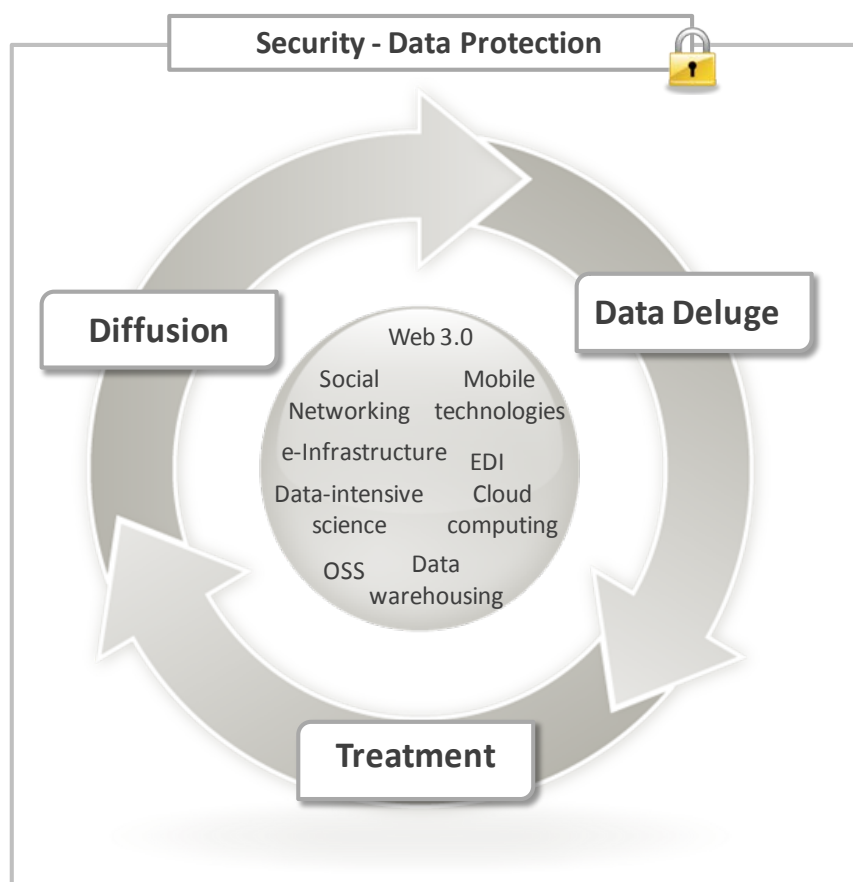 Security - Data Protection
Diffusion
Data Deluge
Web 3.0
Social
Networking
Mobile
technologies
e-Infrastructure
EDI
Data-intensive
science
Cloud
computing
OSS
Data
warehousing
Treatment